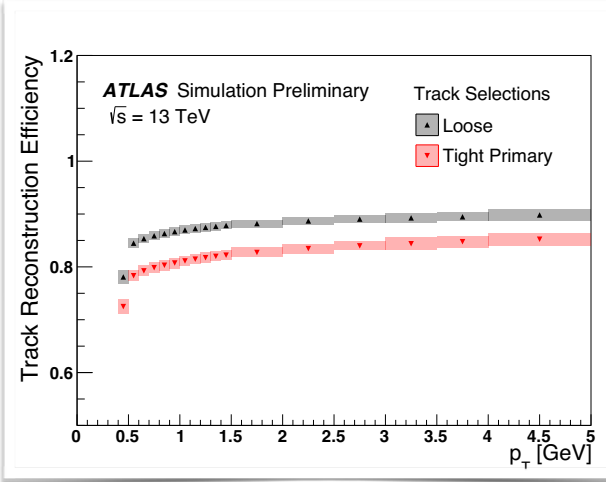 Track Reconstruction Efficiency
1.2
1
0.8
0.6
ATLAS Simulation Preliminary
√s = 13 TeV
Track Selections
Loose
Tight Primary
0 0.5 1 1.5 2 2.5 3 3.5 4 4.5 5
p_T [GeV]